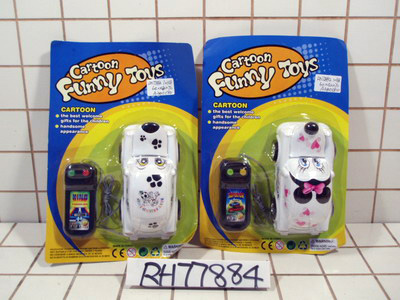 Cartoon
Funny Toys
CARTOON
the best welcome
gifts for the children
handsome
appearance
Cartoon
Funny Toys
CARTOON
the best welcome
gifts for the children
handsome
appearance
RH77884